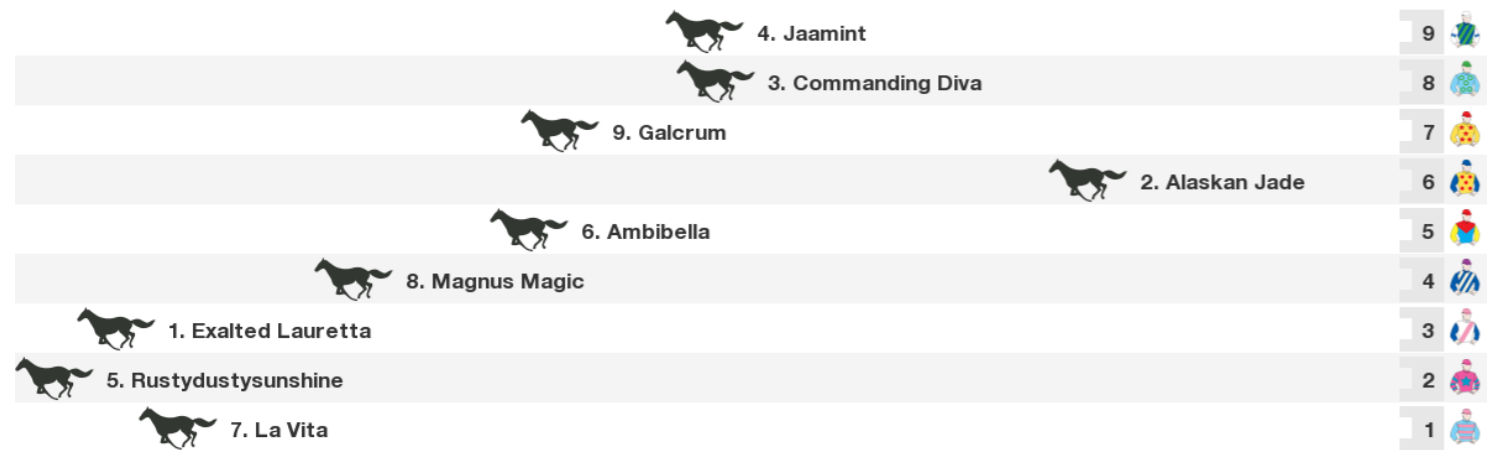 4. Jaamint 9
3. Commanding Diva 8
9. Galcrum 7
2. Alaskan Jade 6
6. Ambibella 5
8. Magnus Magic 4
1. Exalted Lauretta 3
5. Rustydustysunshine 2
7. La Vita 1